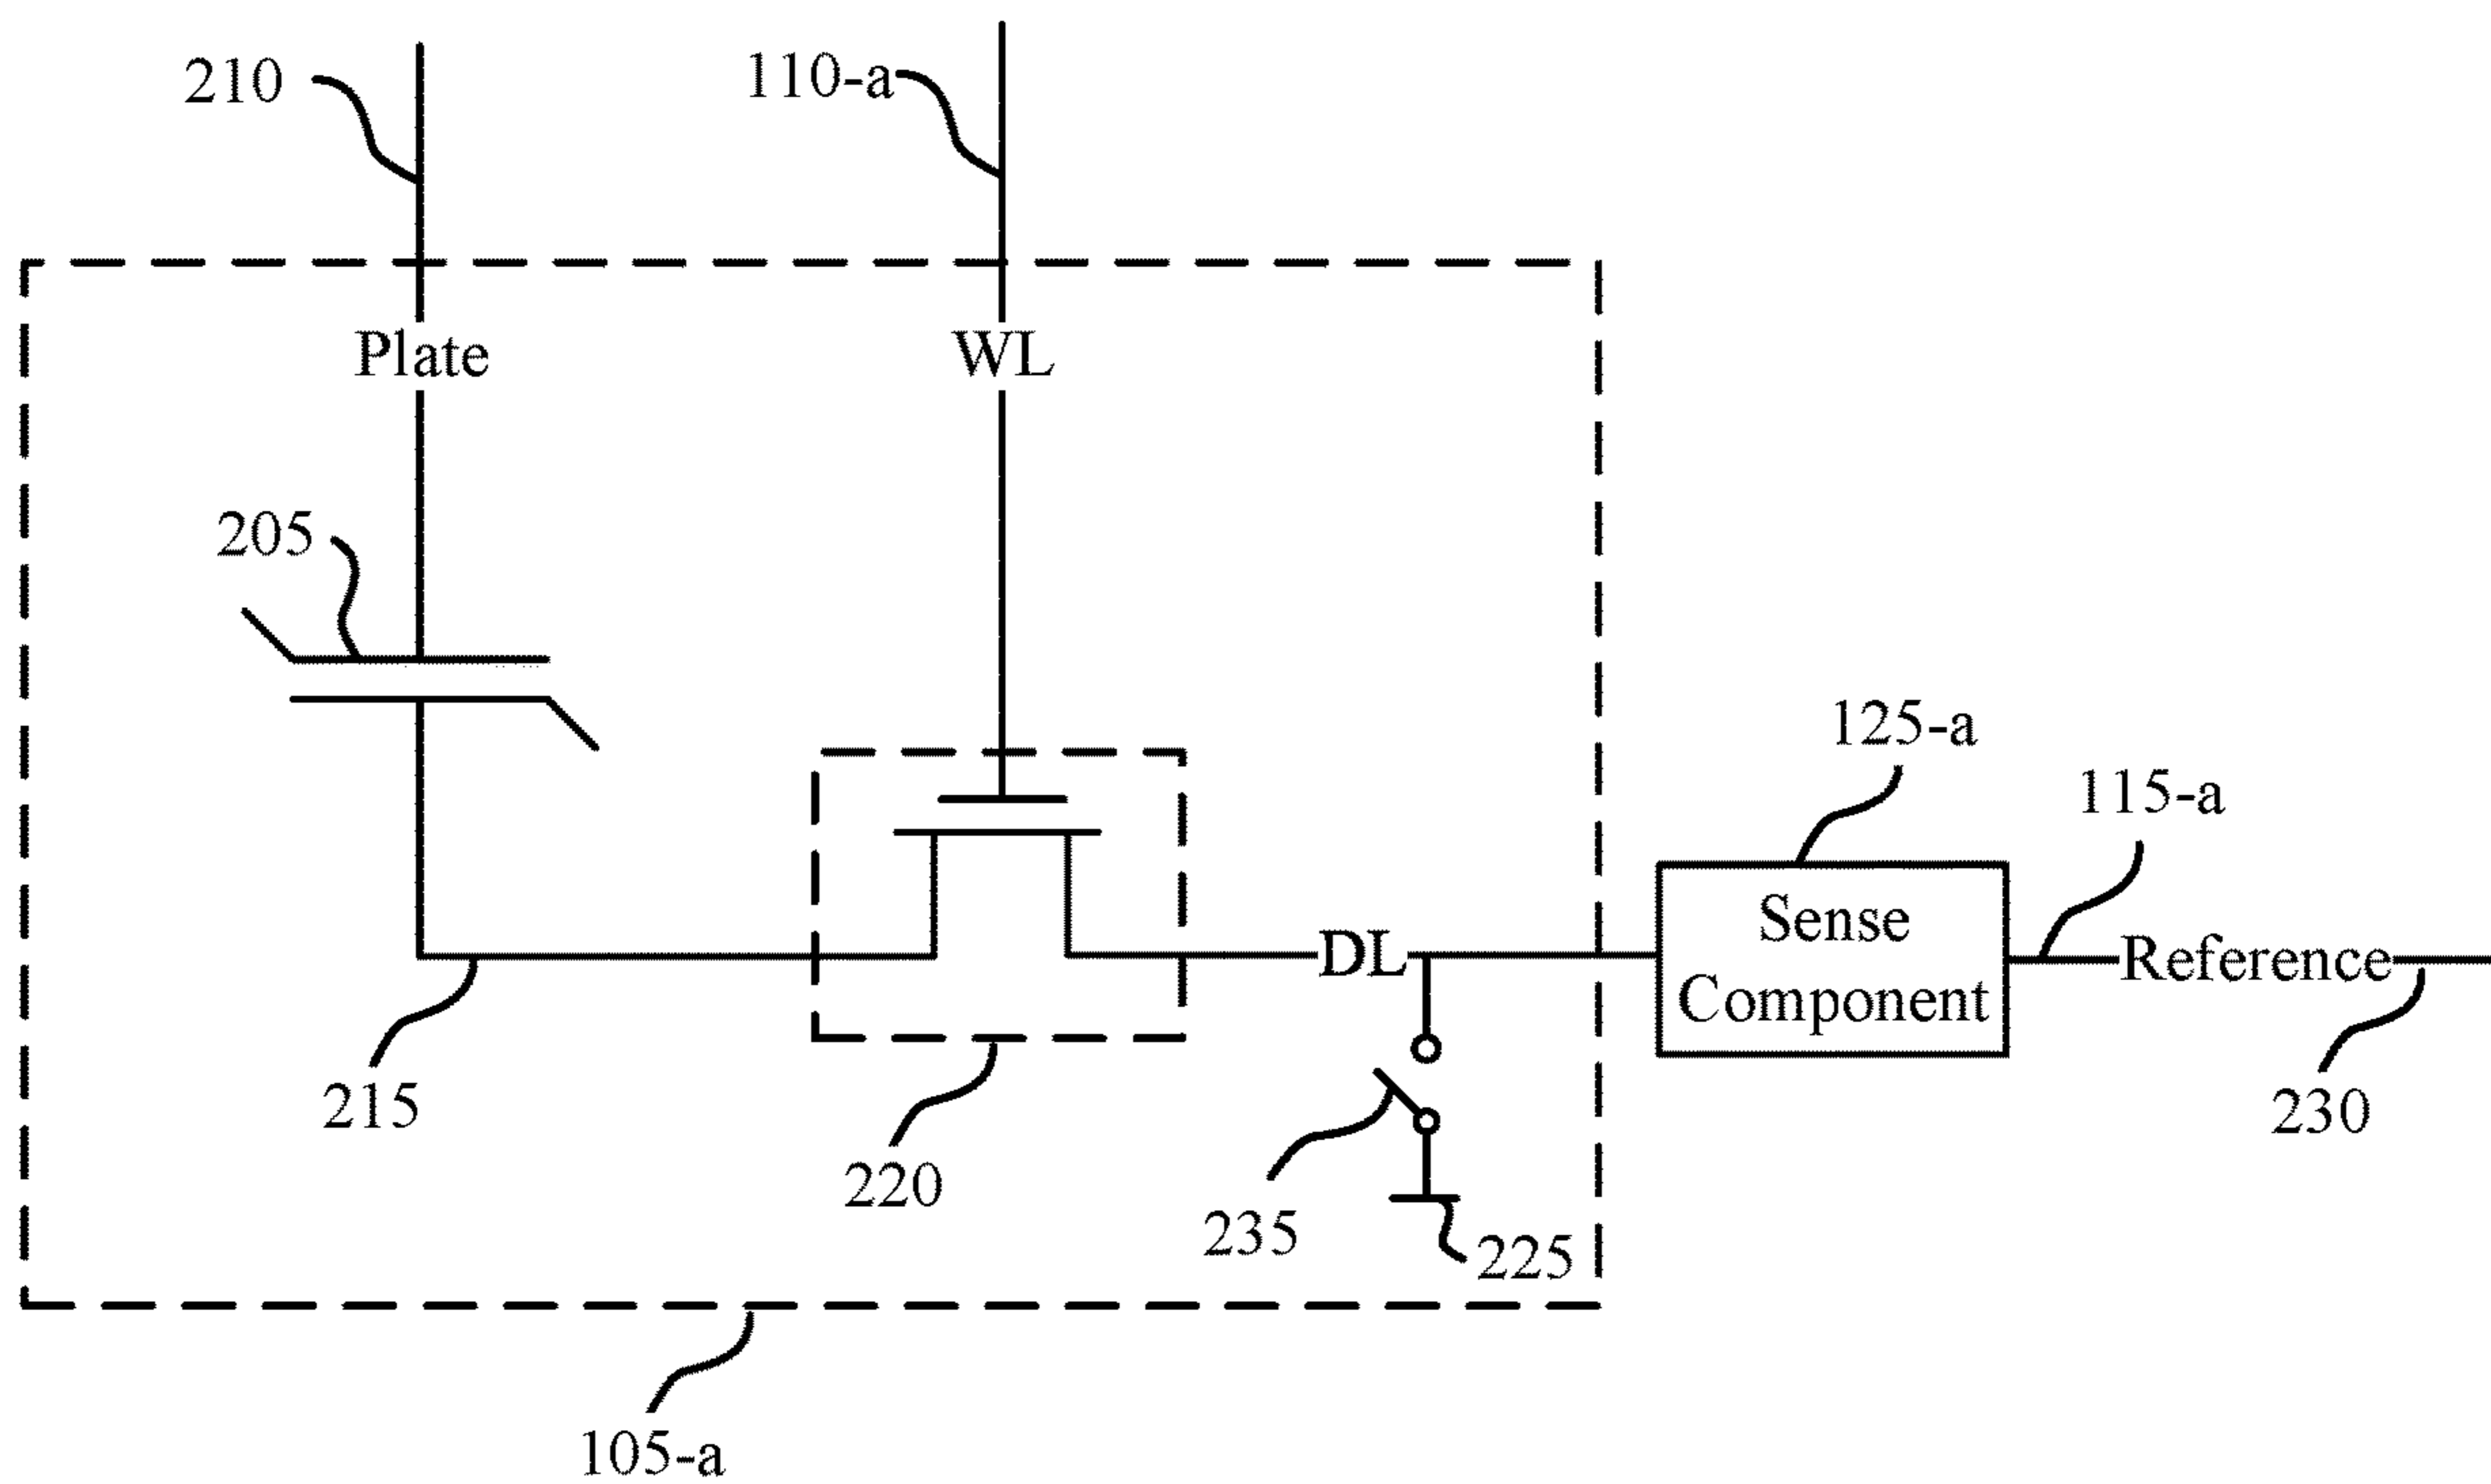 210
110-a
Plate
WL
205
125-a
115-a
Sense
Component
DL
Reference
215
220
235
225
230
105-a